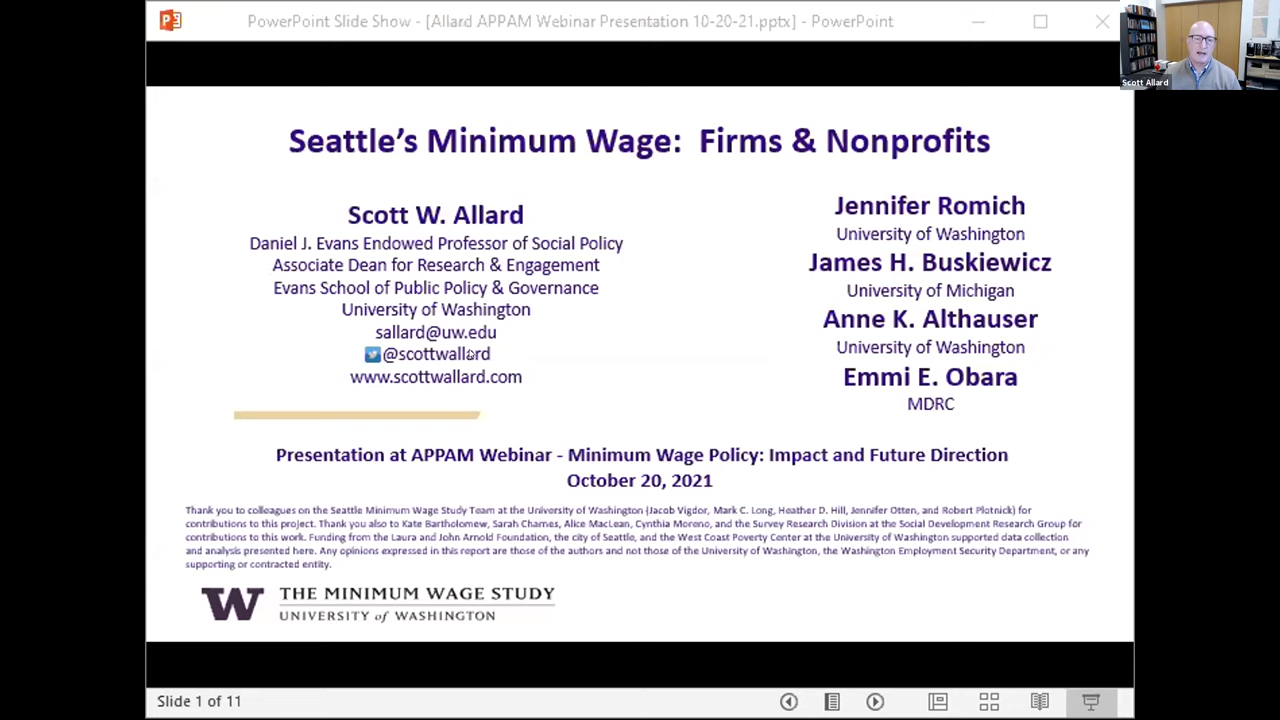 PowerPoint Slide Show - [Allard APPAM Webinar Presentation 10-20-21.pptx] - PowerPoint
Scott Allard
Seattle's Minimum Wage: Firms & Nonprofits
Scott W. Allard
Daniel J. Evans Endowed Professor of Social Policy
Associate Dean for Research & Engagement
Evans School of Public Policy & Governance
University of Washington
sallard@uw.edu
@scottwallard
www.scottwallard.com
Jennifer Romich
University of Washington
James H. Buskiewicz
University of Michigan
Anne K. Althauser
University of Washington
Emmi E. Obara
MDRC
Presentation at APPAM Webinar - Minimum Wage Policy: Impact and Future Direction
October 20, 2021
Thank you to colleagues on the Seattle Minimum Wage Study Team at the University of Washington (Jacob Vigdor, Mark C. Long, Heather D. Hill, Jennifer Otten, and Robert Plotnick) for
contributions to this project. Thank you also to Kate Bartholomew, Sarah Charnes, Alice MacLean, Cynthia Moreno, and the Survey Research Division at the Social Development Research Group for
contributions to this work. Funding from the Laura and John Arnold Foundation, the city of Seattle, and the West Coast Poverty Center at the University of Washington supported data collection
and analysis presented here. Any opinions expressed in this report are those of the authors and not those of the University of Washington, the Washington Employment Security Department, or any
supporting or contracted entity.
W THE MINIMUM WAGE STUDY
UNIVERSITY of WASHINGTON
Slide 1 of 11